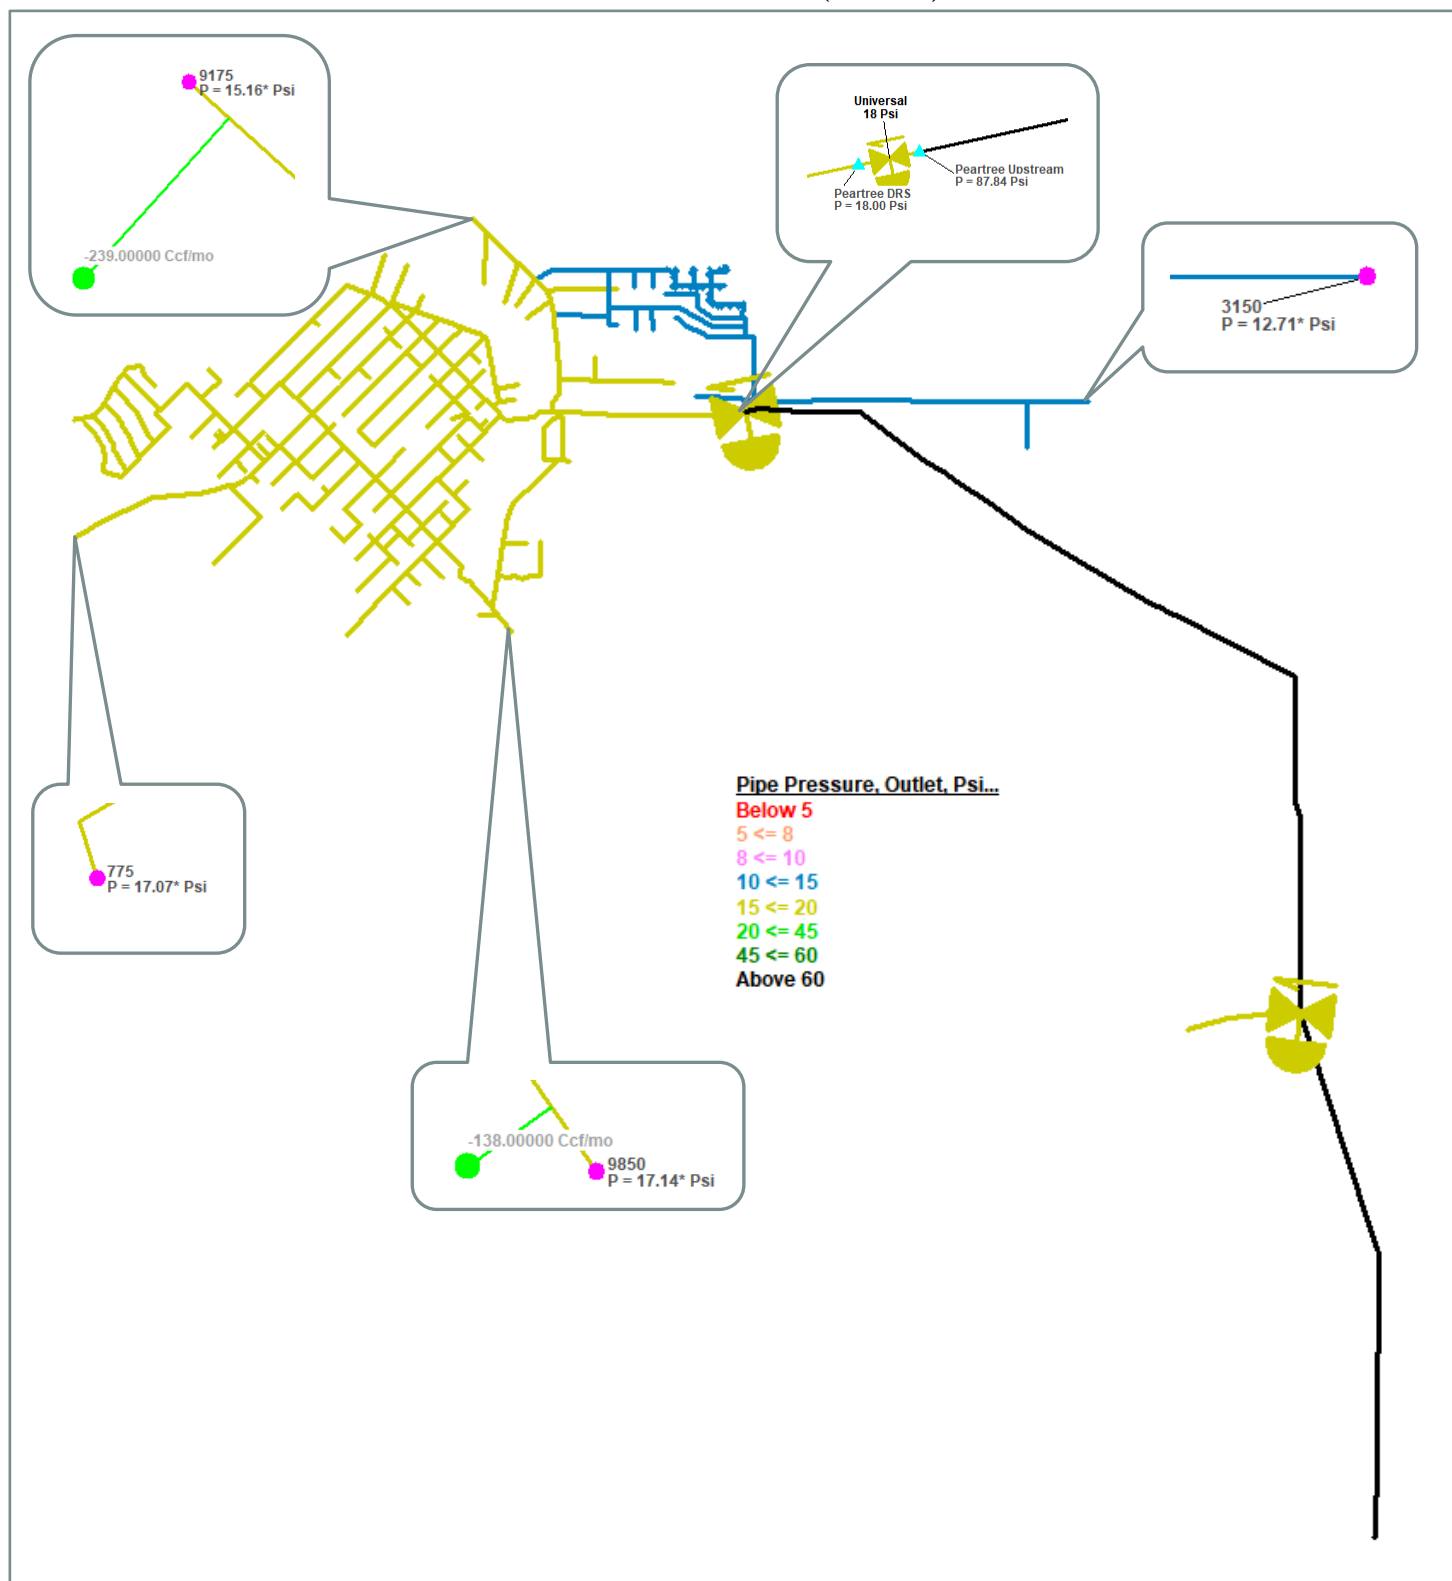 9175
P = 15.16* Psi
-239.00000 Ccf/mo
Universal
18 Psi
Peartree Upstream
P = 87.84 Psi
Peartree DRS
P = 18.00 Psi
3150
P = 12.71* Psi
775
P = 17.07* Psi
Pipe Pressure, Outlet, Psi...
Below 5
5 <= 8
8 <= 10
10 <= 15
15 <= 20
20 <= 45
45 <= 60
Above 60
-138.00000 Ccf/mo
9850
P = 17.14* Psi